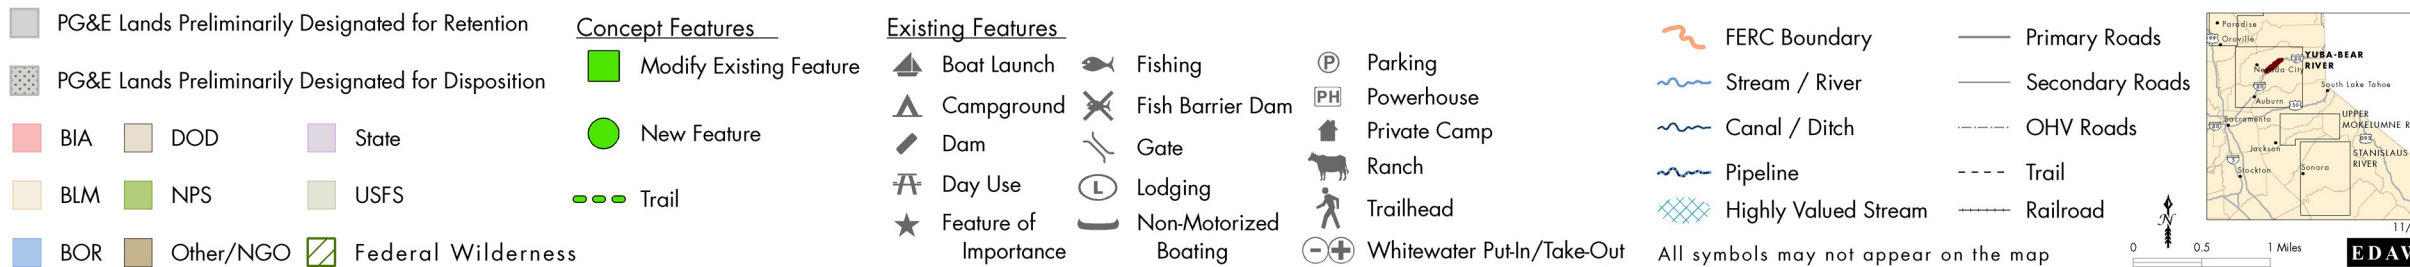 PG&E Lands Preliminarily Designated for Retention
PG&E Lands Preliminarily Designated for Disposition
BIA
DOD
State
BLM
NPS
USFS
BOR
Other/NGO
Federal Wilderness
Concept Features
Modify Existing Feature
New Feature
Trail
Existing Features
Boat Launch
Campground
Dam
Day Use
Feature of
Importance
Fishing
Fish Barrier Dam
Gate
L
Lodging
Non-Motorized
Boating
P
Parking
PH
Powerhouse
Private Camp
Ranch
Trailhead
Whitewater Put-In/Take-Out
FERC Boundary
Stream / River
Canal / Ditch
Pipeline
Highly Valued Stream
All symbols may not appear on the map
Primary Roads
Secondary Roads
OHV Roads
Trail
Railroad
N
0 0.5 1 Miles
Paradise
Oroville
YUBA-BEAR
RIVER
Nevada City
South Lake Tahoe
Auburn
Sacramento
UPPER
MOKELUMNE R
Jackson
STANISLAUS
RIVER
Sonora
Stockton
11/
EDAW